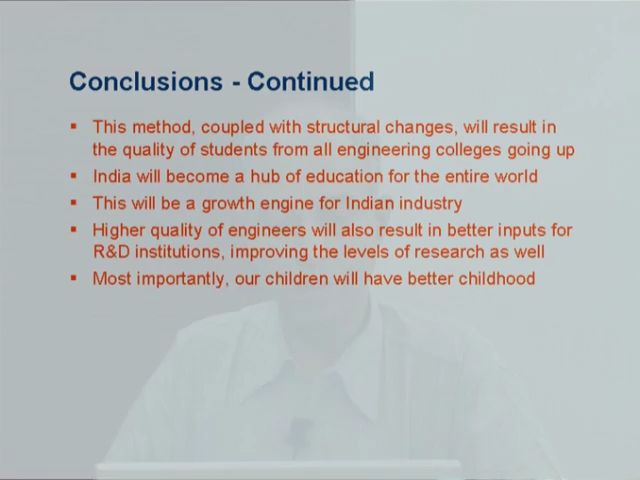 Conclusions - Continued
▪ This method, coupled with structural changes, will result in
the quality of students from all engineering colleges going up
▪ India will become a hub of education for the entire world
▪ This will be a growth engine for Indian industry
▪ Higher quality of engineers will also result in better inputs for
R&D institutions, improving the levels of research as well
▪ Most importantly, our children will have better childhood